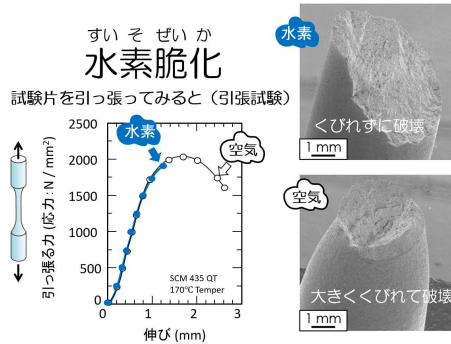 すいそぜいか
水素脆化
試験片を引っ張ってみると（引張試験）
引っ張る力 (応力: N / mm²)
2500
2000
1500
1000
500
0
0
1
2
3
水素
空気
SCM 435 QT
170℃ Temper
伸び (mm)
水素
くびれずに破壊
1 mm
空気
大きくくびれて破壊
1 mm